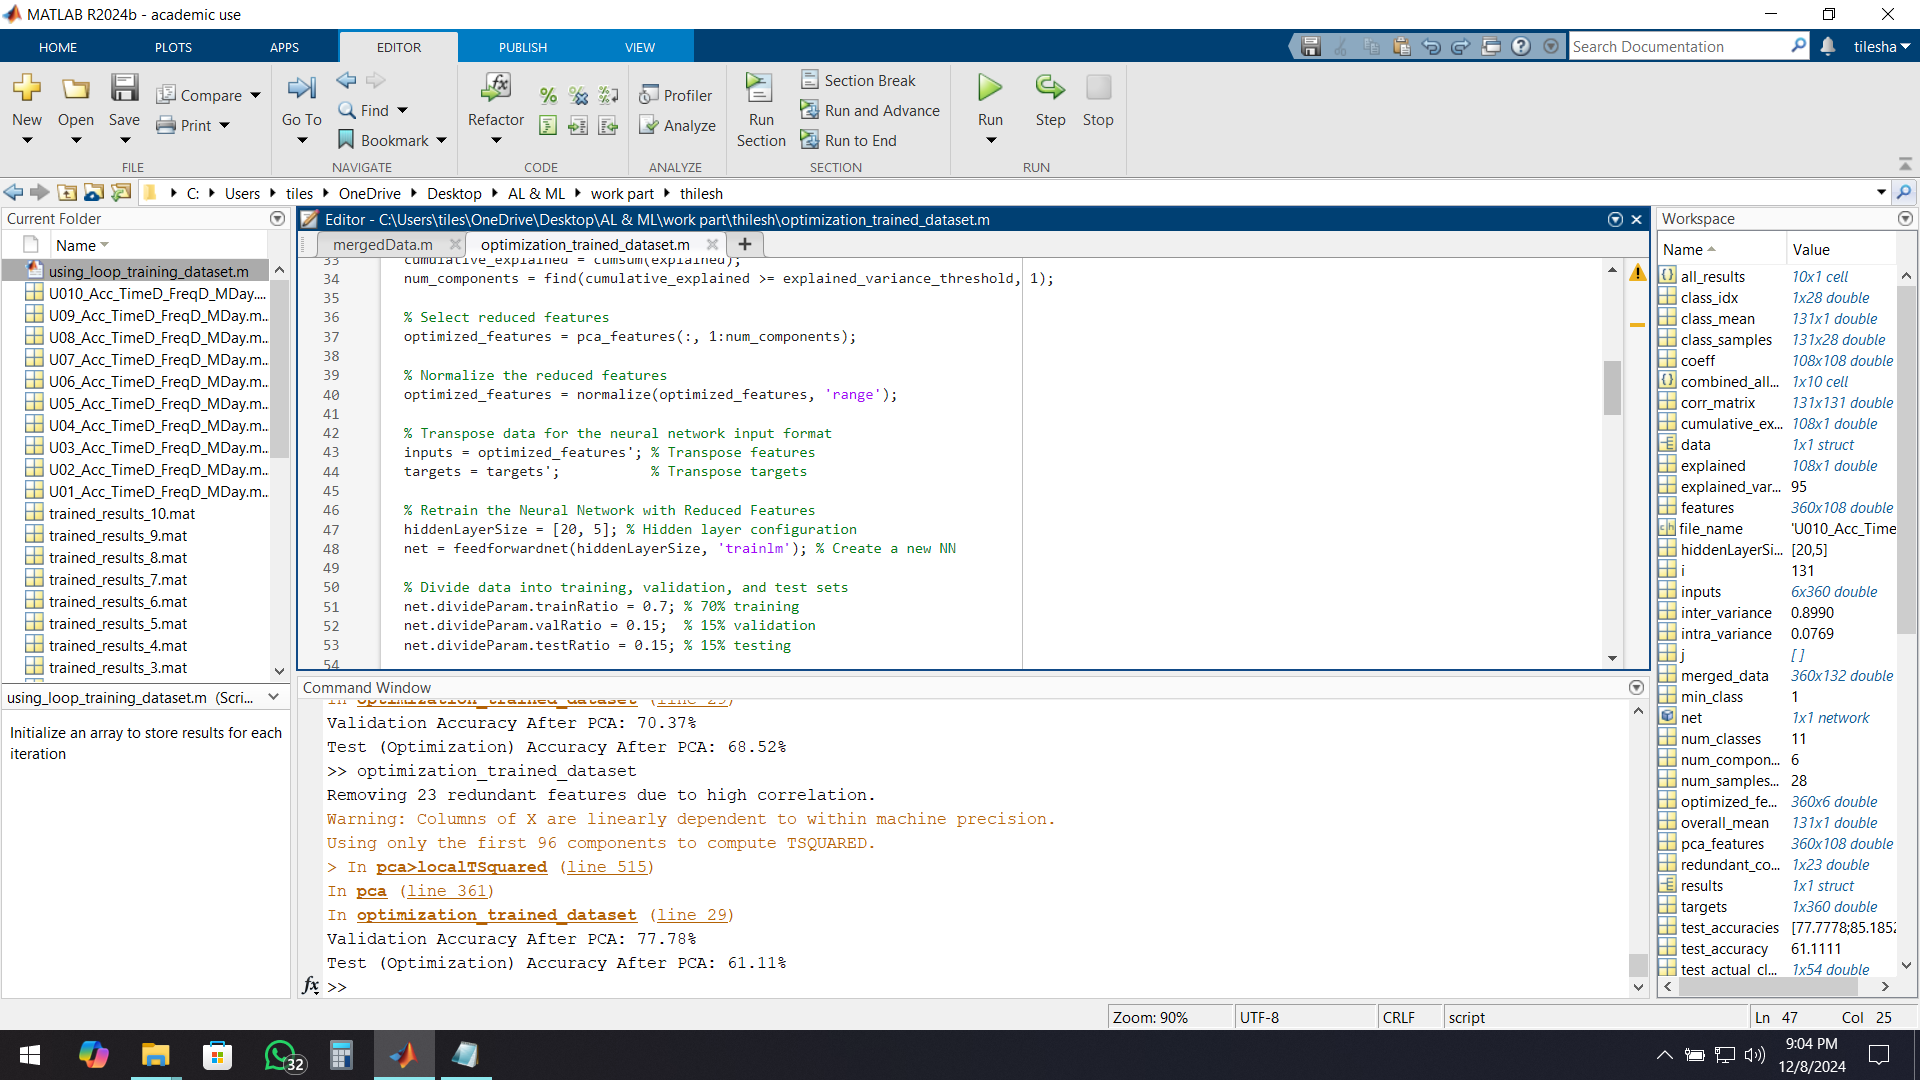 MATLAB R2024b - academic use
HOME PLOTS APPS EDITOR PUBLISH VIEW
Search Documentation
tilesha
New Open Save Compare Print
FILE
Go To Find Bookmark
NAVIGATE
Refactor
CODE
Profiler
Analyze
ANALYZE
Run Section
Section Break
Run and Advance
Run to End
SECTION
Run Step Stop
RUN
C: Users tiles OneDrive Desktop AL & ML work part thilesh
Current Folder
Name
using_loop_training_dataset.m
U010_Acc_TimeD_FreqD_MDay....
U09_Acc_TimeD_FreqD_MDay.m...
U08_Acc_TimeD_FreqD_MDay.m...
U07_Acc_TimeD_FreqD_MDay.m...
U06_Acc_TimeD_FreqD_MDay.m...
U05_Acc_TimeD_FreqD_MDay.m...
U04_Acc_TimeD_FreqD_MDay.m...
U03_Acc_TimeD_FreqD_MDay.m...
U02_Acc_TimeD_FreqD_MDay.m...
U01_Acc_TimeD_FreqD_MDay.m...
trained_results_10.mat
trained_results_9.mat
trained_results_8.mat
trained_results_7.mat
trained_results_6.mat
trained_results_5.mat
trained_results_4.mat
trained_results_3.mat
using_loop_training_dataset.m (Scri...
Initialize an array to store results for each
iteration
Editor - C:\Users\tiles\OneDrive\Desktop\AL & ML\work part\thilesh\optimization_trained_dataset.m
mergedData.m optimization_trained_dataset.m
33 cumulative_explained = cumsum(explained);
34 num_components = find(cumulative_explained >= explained_variance_threshold, 1);
35
36 % Select reduced features
37 optimized_features = pca_features(:, 1:num_components);
38
39 % Normalize the reduced features
40 optimized_features = normalize(optimized_features, 'range');
41
42 % Transpose data for the neural network input format
43 inputs = optimized_features'; % Transpose features
44 targets = targets'; % Transpose targets
45
46 % Retrain the Neural Network with Reduced Features
47 hiddenLayerSize = [20, 5]; % Hidden layer configuration
48 net = feedforwardnet(hiddenLayerSize, 'trainlm'); % Create a new NN
49
50 % Divide data into training, validation, and test sets
51 net.divideParam.trainRatio = 0.7; % 70% training
52 net.divideParam.valRatio = 0.15; % 15% validation
53 net.divideParam.testRatio = 0.15; % 15% testing
54
Command Window
In optimization_trained_dataset (line 29)
Validation Accuracy After PCA: 70.37%
Test (Optimization) Accuracy After PCA: 68.52%
>> optimization_trained_dataset
Removing 23 redundant features due to high correlation.
Warning: Columns of X are linearly dependent to within machine precision.
Using only the first 96 components to compute TSQUARED.
> In pca>localTSquared (line 515)
In pca (line 361)
In optimization_trained_dataset (line 29)
Validation Accuracy After PCA: 77.78%
Test (Optimization) Accuracy After PCA: 61.11%
fx >>
Workspace
Name Value
all_results 10x1 cell
class_idx 1x28 double
class_mean 131x1 double
class_samples 131x28 double
coeff 108x108 double
combined_all... 1x10 cell
corr_matrix 131x131 double
cumulative_ex... 108x1 double
data 1x1 struct
explained 108x1 double
explained_var... 95
features 360x108 double
file_name 'U010_Acc_Time
hiddenLayerSi... [20,5]
i 131
inputs 6x360 double
inter_variance 0.8990
intra_variance 0.0769
j []
merged_data 360x132 double
min_class 1
net 1x1 network
num_classes 11
num_compon... 6
num_samples... 28
optimized_fe... 360x6 double
overall_mean 131x1 double
pca_features 360x108 double
redundant_co... 1x23 double
results 1x1 struct
targets 1x360 double
test_accuracies [77.7778;85.1852
test_accuracy 61.1111
test_actual_cl... 1x54 double
Zoom: 90% UTF-8 CRLF script Ln 47 Col 25
32
9:04 PM
12/8/2024